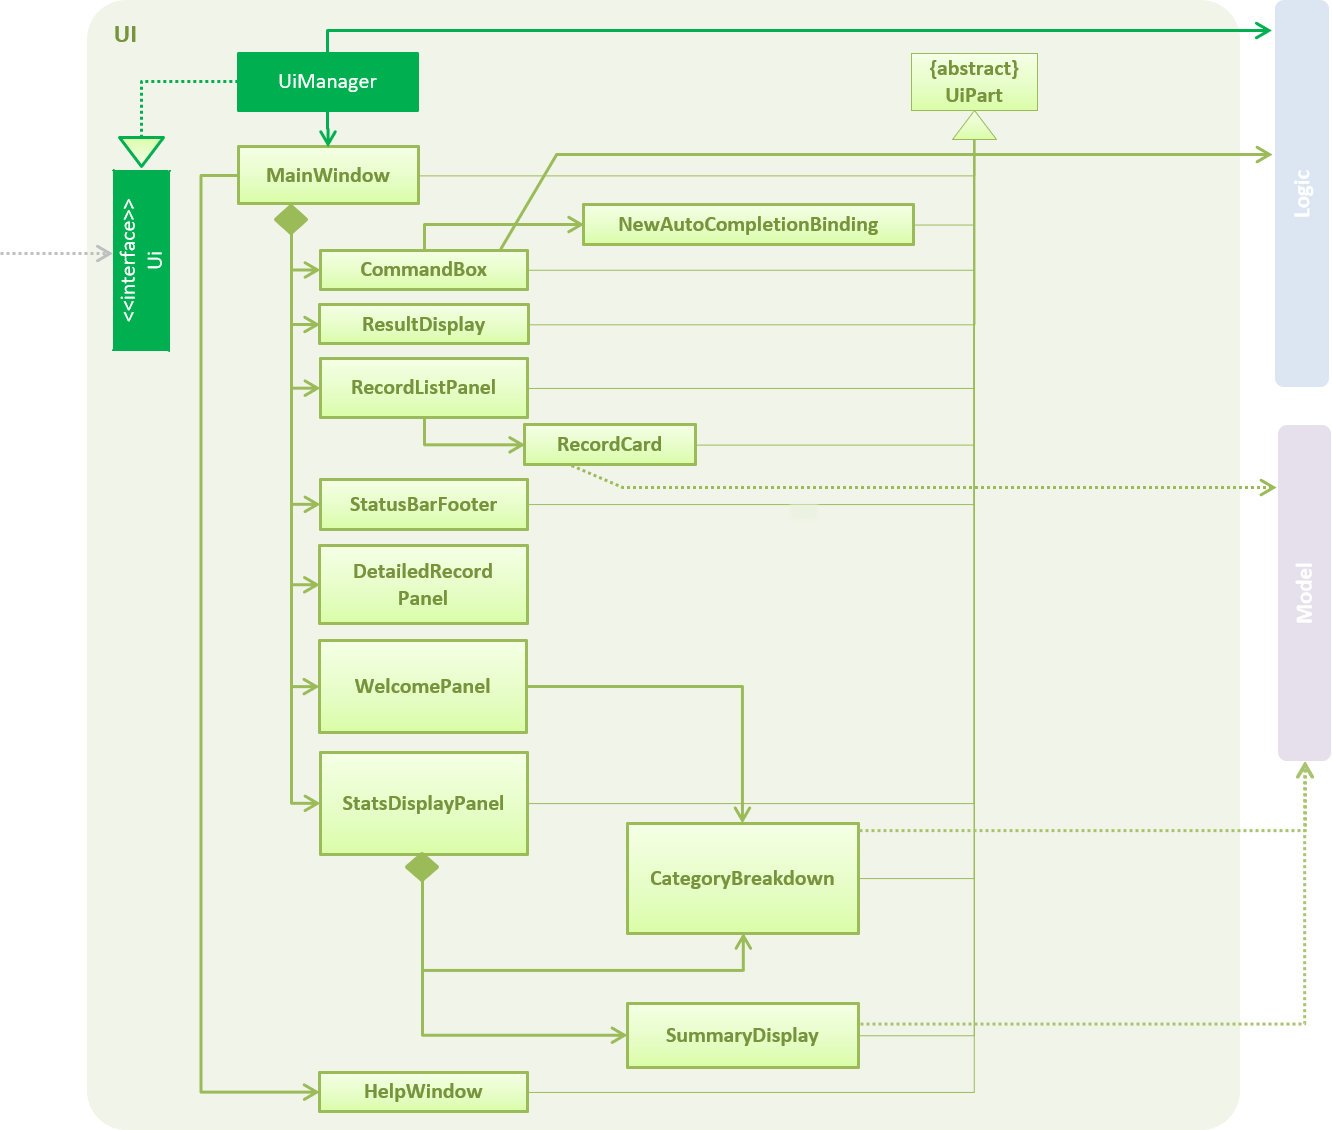 UI
UiManager
{abstract}
UiPart
MainWindow
<<interface>>
Ui
Logic
NewAutoCompletionBinding
CommandBox
ResultDisplay
RecordListPanel
RecordCard
StatusBarFooter
DetailedRecord
Panel
Model
WelcomePanel
StatsDisplayPanel
CategoryBreakdown
SummaryDisplay
HelpWindow